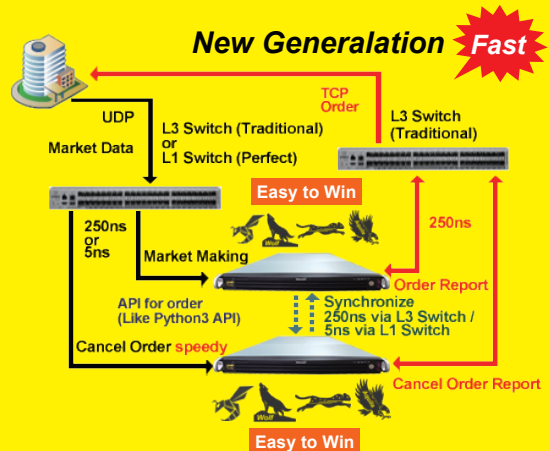 New Generalation
Fast
TCP
Order
UDP
Market Data
L3 Switch (Traditional)
or
L1 Switch (Perfect)
L3 Switch
(Traditional)
Easy to Win
250ns
or
5ns
250ns
Wolf
Market Making
Order Report
API for order
(Like Python3 API)
Synchronize
250ns via L3 Switch /
5ns via L1 Switch
Cancel Order speedy
Cancel Order Report
Wolf
Easy to Win